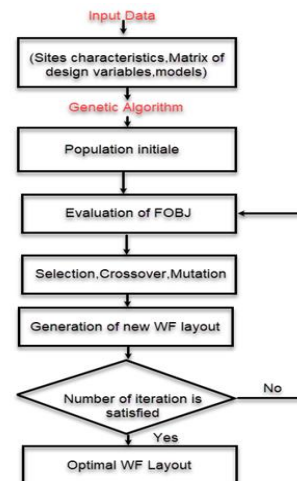 Input Data
(Sites characteristics,Matrix of
design variables,models)
Genetic Algorithm
Population initiale
Evaluation of FOBJ
Selection,Crossover,Mutation
Generation of new WF layout
Number of iteration is
satisfied
No
Yes
Optimal WF Layout